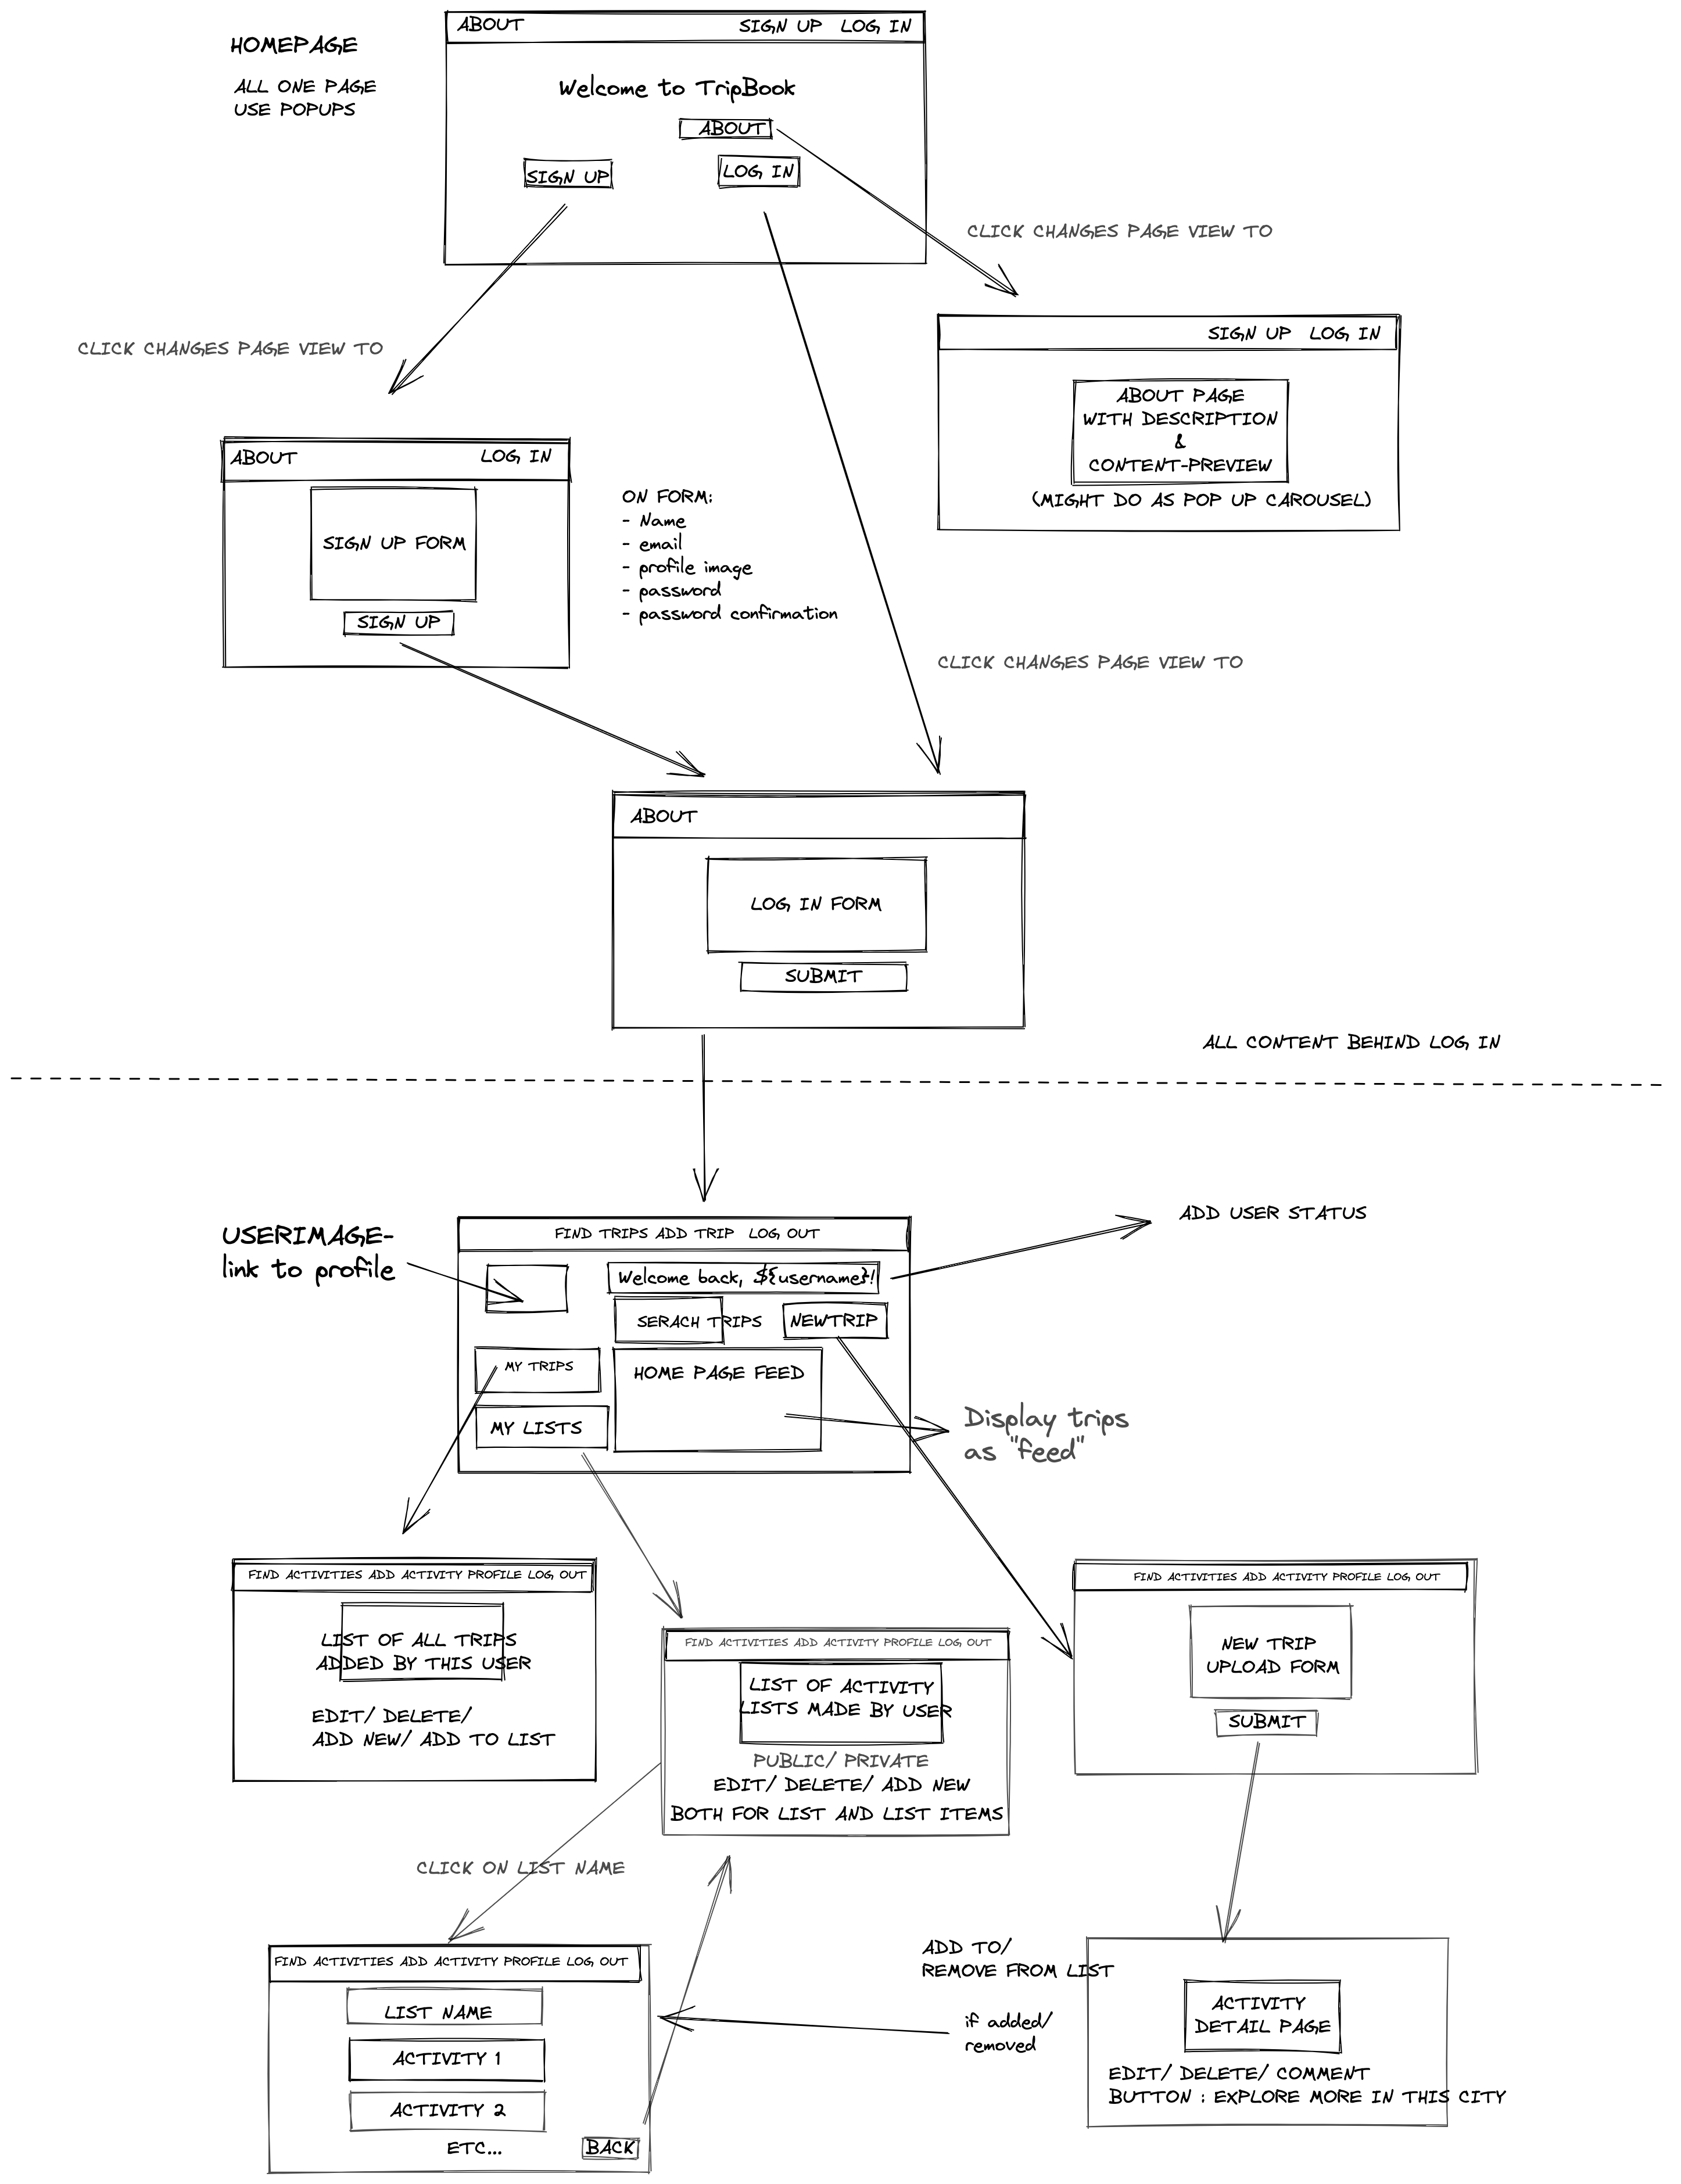 ABOUT
SIGN UP LOG IN
HOMEPAGE
ALL ONE PAGE
USE POPUPS
Welcome to TripBook
ABOUT
SIGN UP
LOG IN
CLICK CHANGES PAGE VIEW TO
CLICK CHANGES PAGE VIEW TO
SIGN UP LOG IN
ABOUT PAGE
WITH DESCRIPTION
&
CONTENT-PREVIEW
(MIGHT DO AS POP UP CAROUSEL)
ABOUT
LOG IN
SIGN UP FORM
SIGN UP
ON FORM:
- Name
- email
- profile image
- password
- password confirmation
CLICK CHANGES PAGE VIEW TO
ABOUT
LOG IN FORM
SUBMIT
ALL CONTENT BEHIND LOG IN
USERIMAGE-
link to profile
FIND TRIPS ADD TRIP LOG OUT
Welcome back, ${username}!
ADD USER STATUS
SERACH TRIPS
NEWTRIP
MY TRIPS
HOME PAGE FEED
MY LISTS
Display trips
as "feed"
FIND ACTIVITIES ADD ACTIVITY PROFILE LOG OUT
LIST OF ALL TRIPS
ADDED BY THIS USER
EDIT/ DELETE/
ADD NEW/ ADD TO LIST
FIND ACTIVITIES ADD ACTIVITY PROFILE LOG OUT
LIST OF ACTIVITY
LISTS MADE BY USER
PUBLIC/ PRIVATE
EDIT/ DELETE/ ADD NEW
BOTH FOR LIST AND LIST ITEMS
FIND ACTIVITIES ADD ACTIVITY PROFILE LOG OUT
NEW TRIP
UPLOAD FORM
SUBMIT
CLICK ON LIST NAME
FIND ACTIVITIES ADD ACTIVITY PROFILE LOG OUT
LIST NAME
ACTIVITY 1
ACTIVITY 2
ETC...
BACK
ADD TO/
REMOVE FROM LIST
if added/
removed
ACTIVITY
DETAIL PAGE
EDIT/ DELETE/ COMMENT
BUTTON : EXPLORE MORE IN THIS CITY